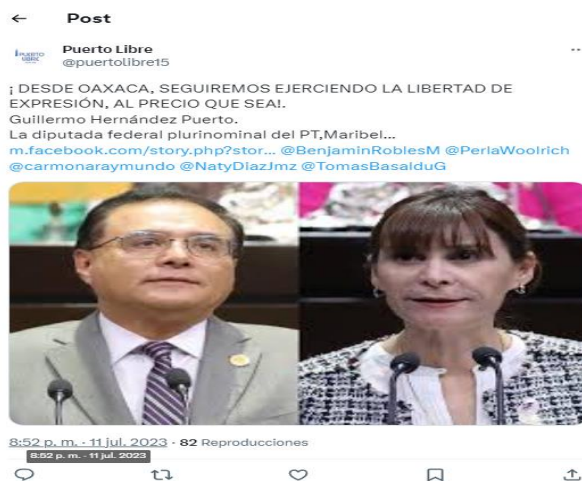 ← Post
Puerto Libre
@puertolibre15
¡ DESDE OAXACA, SEGUIREMOS EJERCIENDO LA LIBERTAD DE
EXPRESIÓN, AL PRECIO QUE SEA!.
Guillermo Hernández Puerto.
La diputada federal plurinominal del PT,Maribel...
m.facebook.com/story.php?stor... @BenjaminRoblesM @PerlaWoolrich
@carmonaraymundo @NatyDiazJmz @TomasBasalduG
8:52 p. m. · 11 jul. 2023 · 82 Reproducciones
8:52 p. m. · 11 jul. 2023